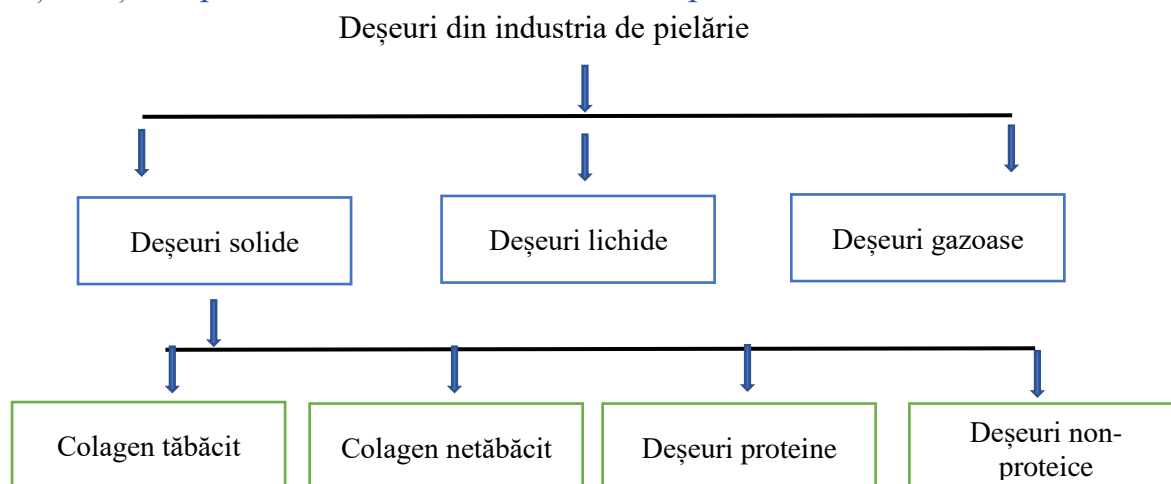 Deșeuri din industria de pielărie
Deșeuri solide
Deșeuri lichide
Deșeuri gazoase
Colagen tăbăcit
Colagen netăbăcit
Deșeuri proteine
Deșeuri non-
proteice